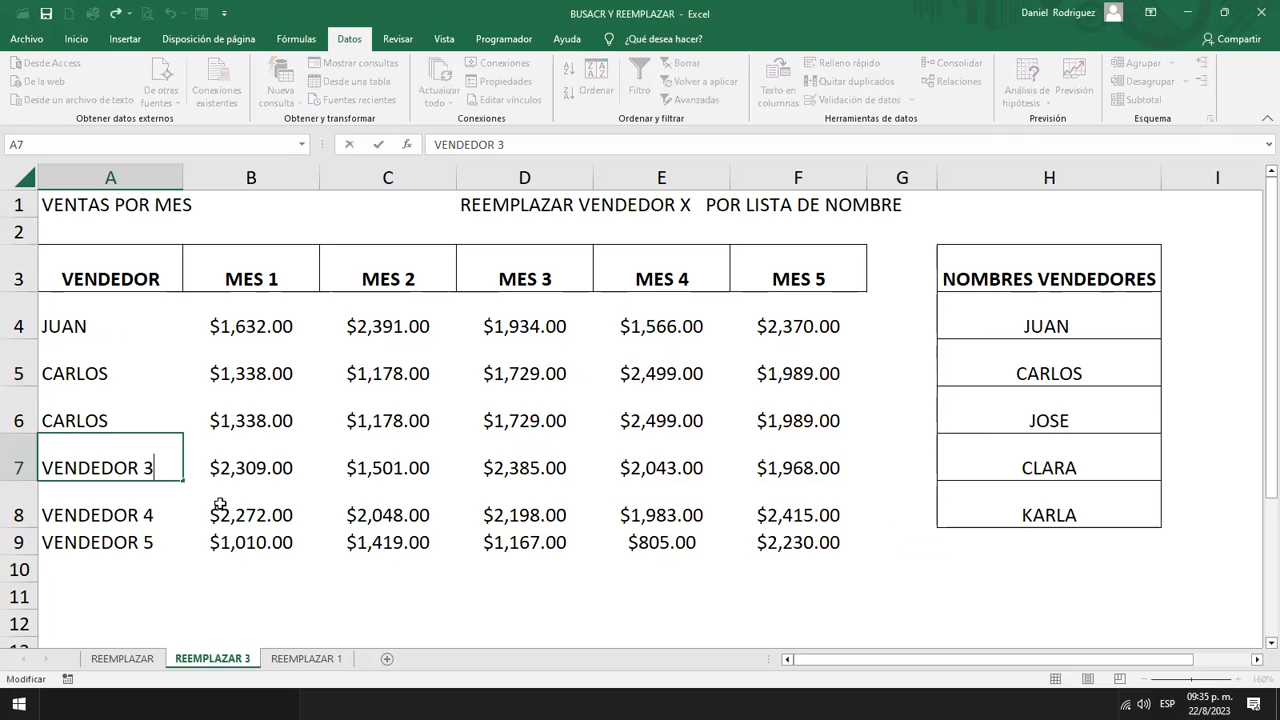 BUSACR Y REEMPLAZAR - Excel
Daniel Rodriguez
Archivo Inicio Insertar Disposición de página Fórmulas Datos Revisar Vista Programador Ayuda ¿Qué desea hacer? Compartir
Desde Access
De la web
Desde un archivo de texto
De otras fuentes
Conexiones existentes
Obtener datos externos
Nueva consulta
Mostrar consultas
Desde una tabla
Fuentes recientes
Obtener y transformar
Actualizar todo
Conexiones
Propiedades
Editar vínculos
Conexiones
Ordenar
Filtro
Borrar
Volver a aplicar
Avanzadas
Ordenar y filtrar
Texto en columnas
Relleno rápido
Quitar duplicados
Validación de datos
Consolidar
Relaciones
Herramientas de datos
Análisis de hipótesis
Previsión
Previsión
Agrupar
Desagrupar
Subtotal
Esquema
A7 fx VENDEDOR 3
A B C D E F G H I
1 VENTAS POR MES REEMPLAZAR VENDEDOR X POR LISTA DE NOMBRE
2
3 VENDEDOR MES 1 MES 2 MES 3 MES 4 MES 5 NOMBRES VENDEDORES
4 JUAN $1,632.00 $2,391.00 $1,934.00 $1,566.00 $2,370.00 JUAN
5 CARLOS $1,338.00 $1,178.00 $1,729.00 $2,499.00 $1,989.00 CARLOS
6 CARLOS $1,338.00 $1,178.00 $1,729.00 $2,499.00 $1,989.00 JOSE
7 VENDEDOR 3 $2,309.00 $1,501.00 $2,385.00 $2,043.00 $1,968.00 CLARA
8 VENDEDOR 4 $2,272.00 $2,048.00 $2,198.00 $1,983.00 $2,415.00 KARLA
9 VENDEDOR 5 $1,010.00 $1,419.00 $1,167.00 $805.00 $2,230.00
10
11
12
REEMPLAZAR REEMPLAZAR 3 REEMPLAZAR 1
Modificar 160%
ESP 09:35 p. m.
22/8/2023